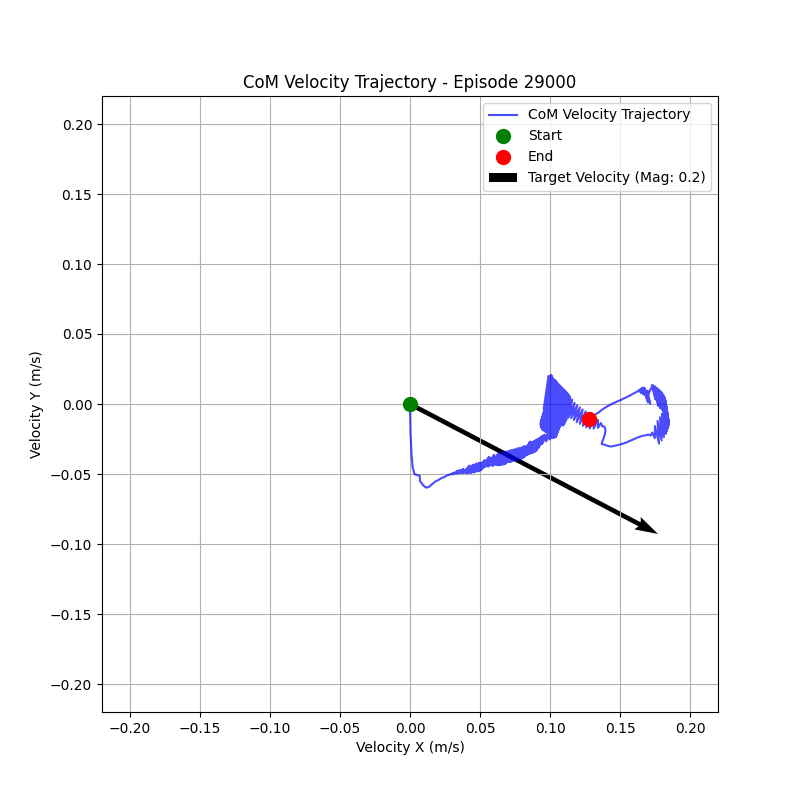 CoM Velocity Trajectory - Episode 29000
CoM Velocity Trajectory
Start
End
Target Velocity (Mag: 0.2)
Velocity Y (m/s)
0.20
0.15
0.10
0.05
0.00
−0.05
−0.10
−0.15
−0.20
−0.20
−0.15
−0.10
−0.05
0.00
0.05
0.10
0.15
0.20
Velocity X (m/s)